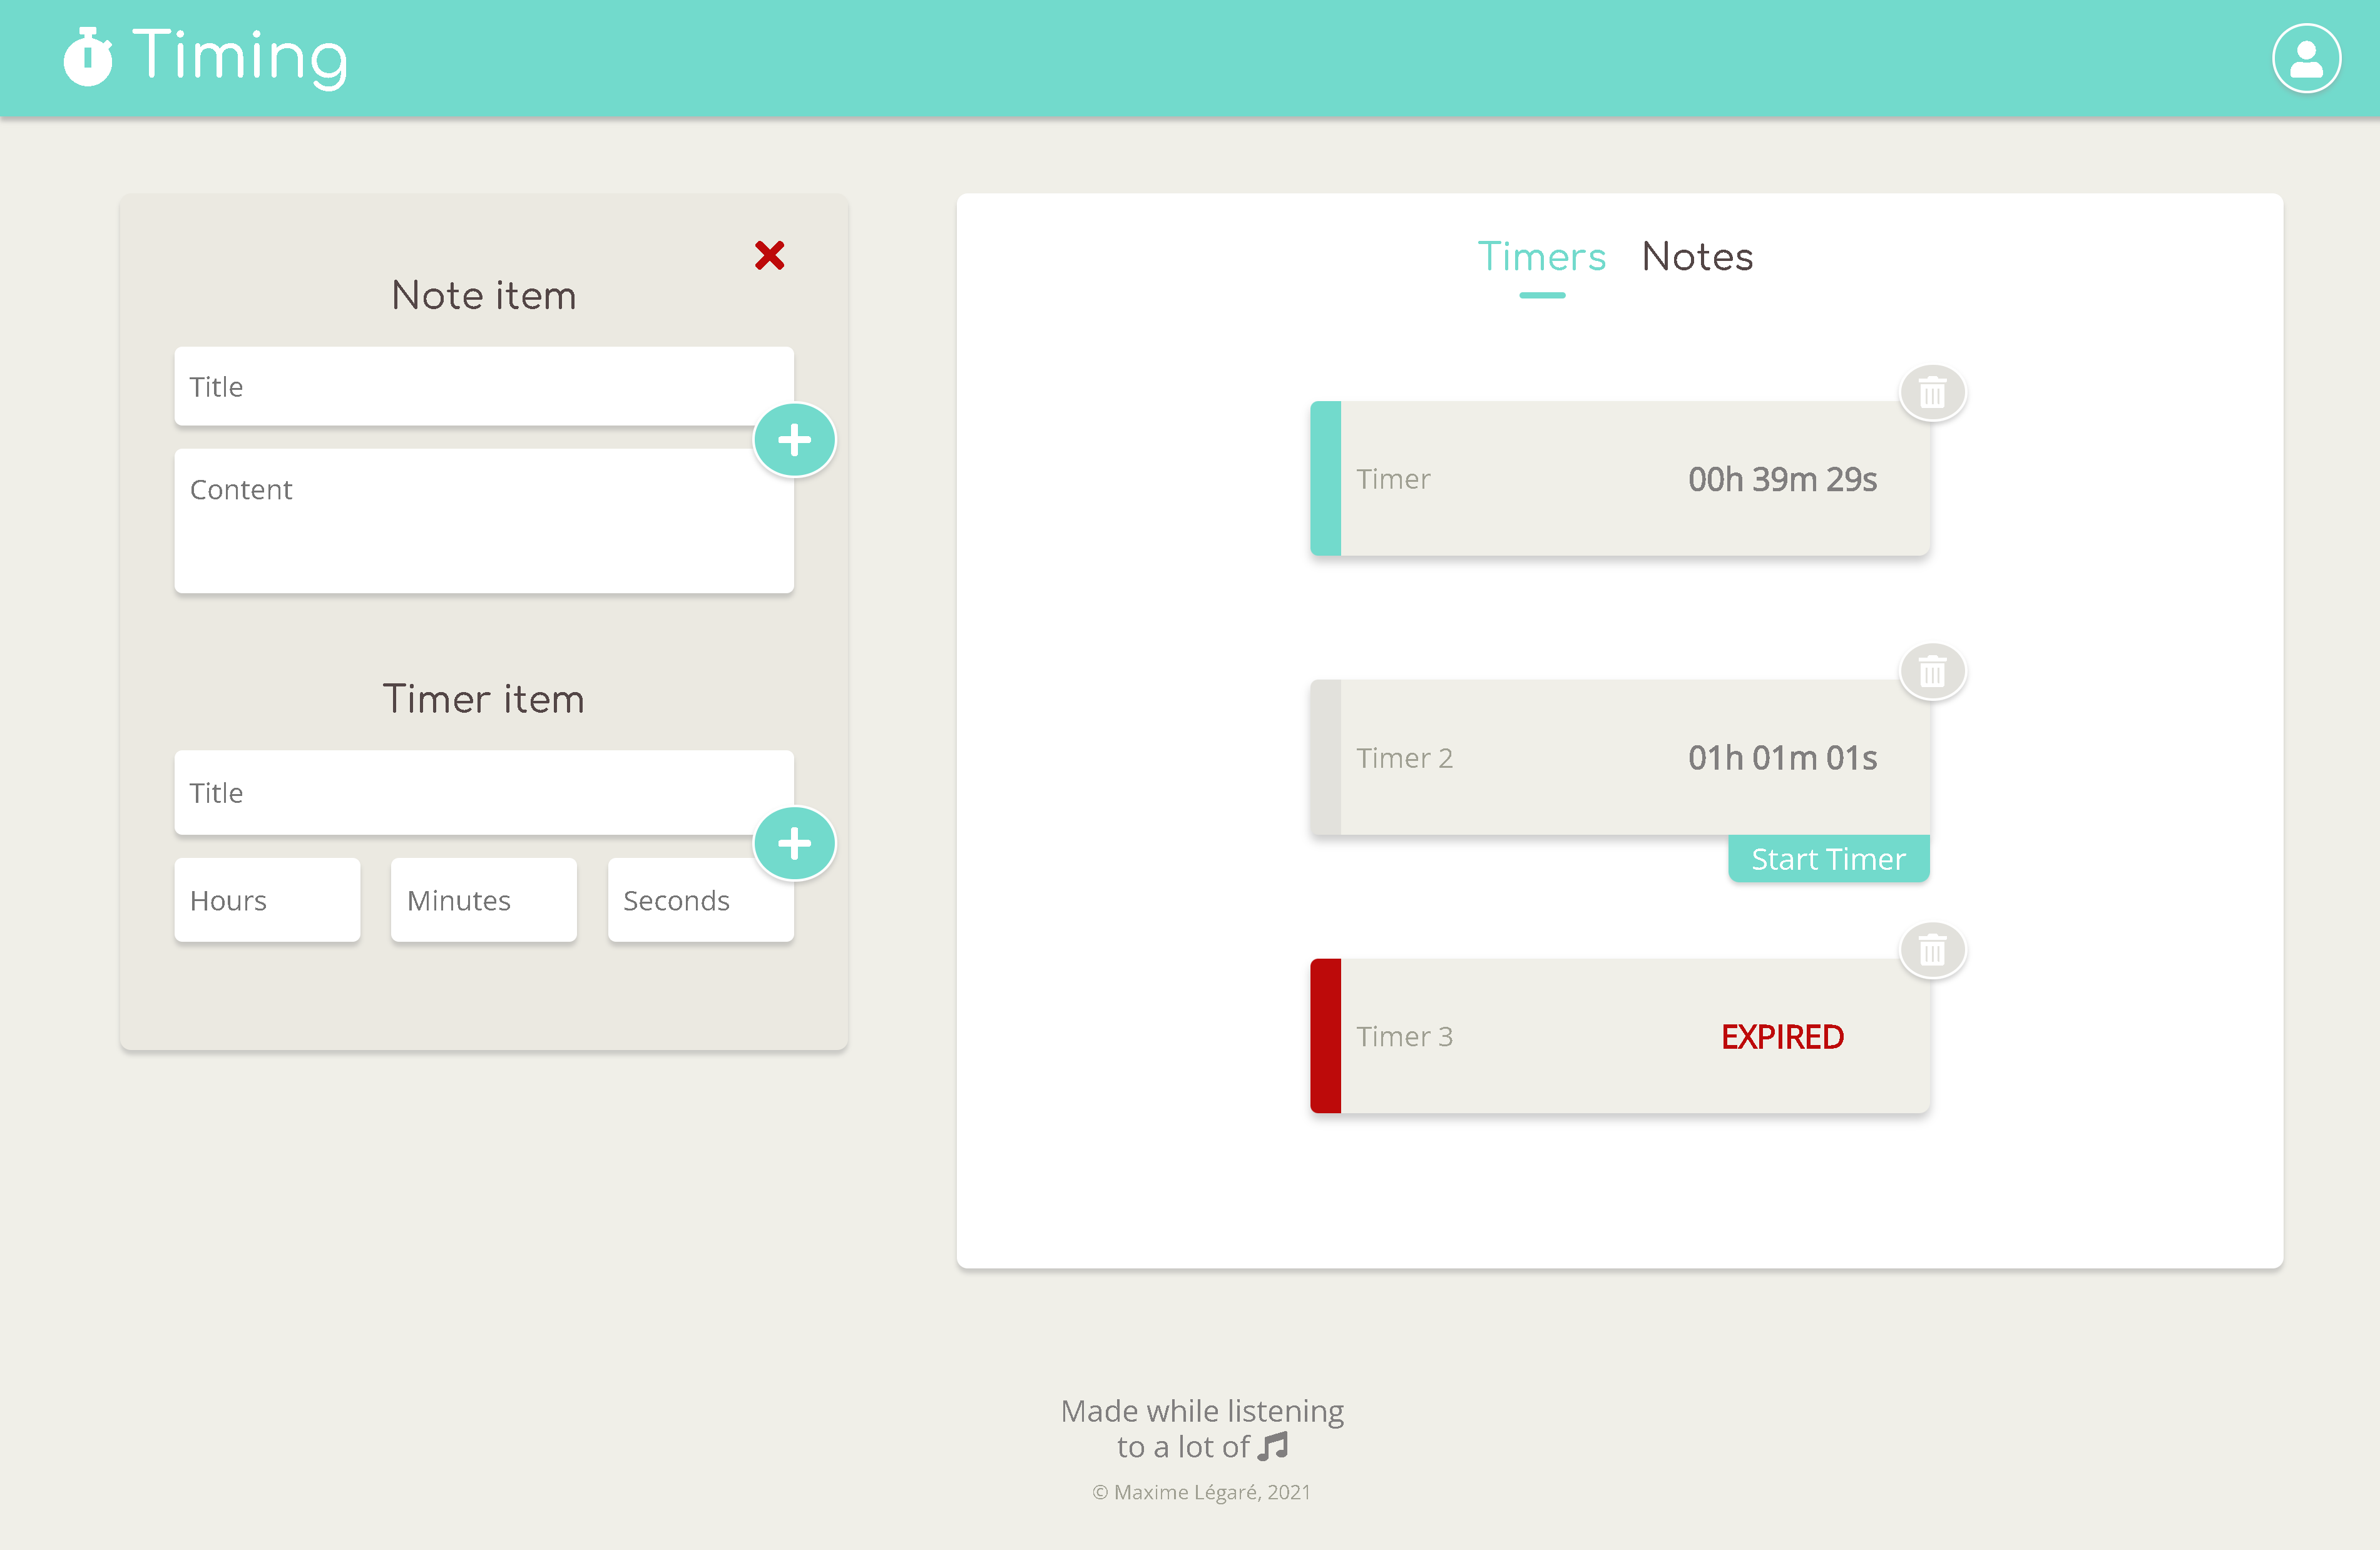 Timing
Note item
Title
Content
Timer item
Title
Hours Minutes Seconds
Timers Notes
Timer 00h 39m 29s
Timer 2 01h 01m 01s
Start Timer
Timer 3 EXPIRED
Made while listening
to a lot of
© Maxime Légaré, 2021